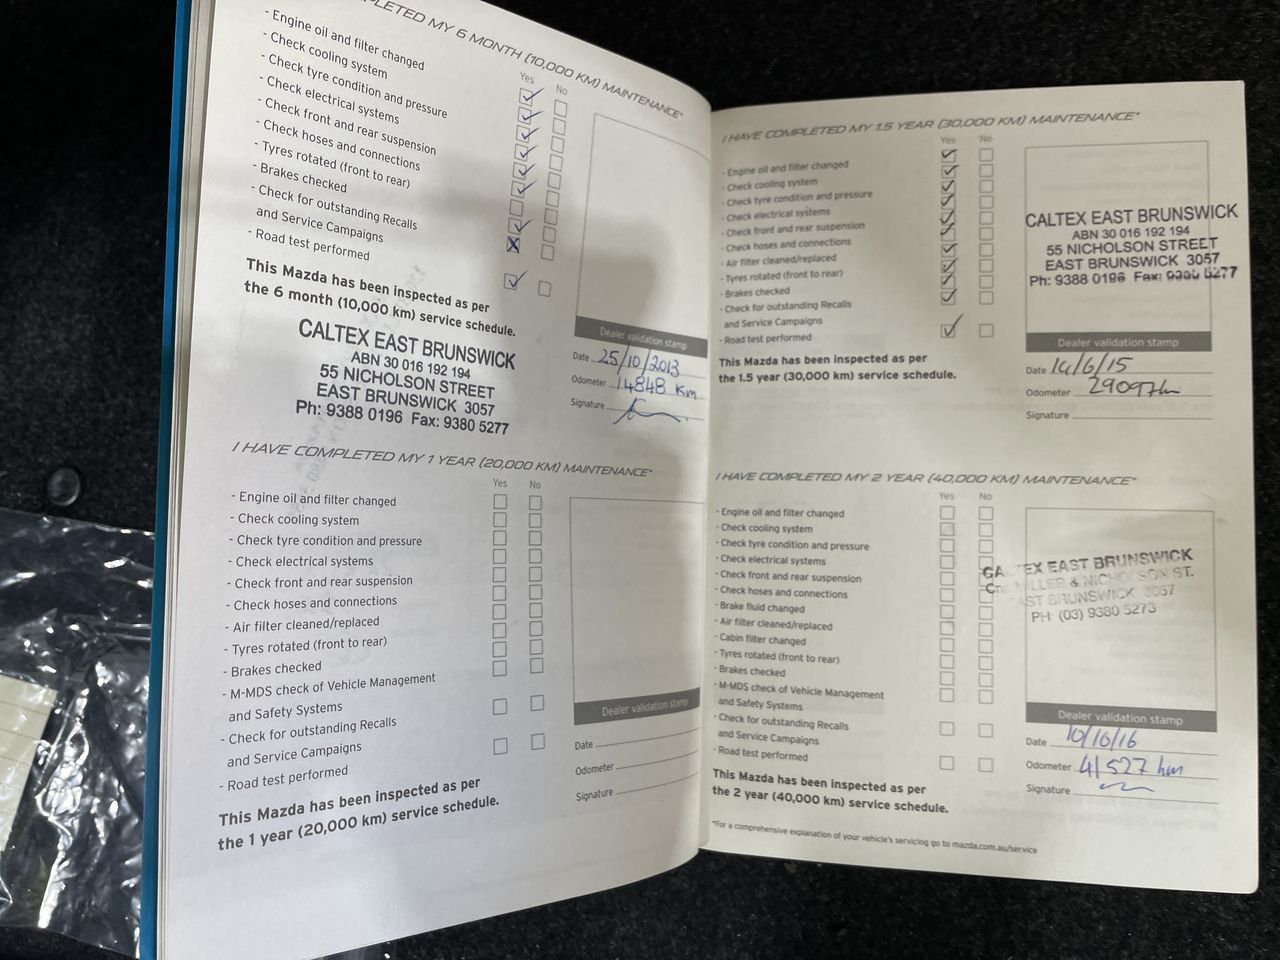 PLETED MY 6 MONTH (10,000 KM) MAINTENANCE*
Yes No
- Engine oil and filter changed
- Check cooling system
- Check tyre condition and pressure
- Check electrical systems
- Check front and rear suspension
- Check hoses and connections
- Tyres rotated (front to rear)
- Brakes checked
- Check for outstanding Recalls
and Service Campaigns
- Road test performed
This Mazda has been inspected as per
the 6 month (10,000 km) service schedule.
CALTEX EAST BRUNSWICK
ABN 30 016 192 194
55 NICHOLSON STREET
EAST BRUNSWICK 3057
Ph: 9388 0196 Fax: 9380 5277
Dealer validation stamp
Date 25/10/2013
Odometer 14848 km
Signature
I HAVE COMPLETED MY 1 YEAR (20,000 KM) MAINTENANCE*
Yes No
- Engine oil and filter changed
- Check cooling system
- Check tyre condition and pressure
- Check electrical systems
- Check front and rear suspension
- Check hoses and connections
- Air filter cleaned/replaced
- Tyres rotated (front to rear)
- Brakes checked
- M-MDS check of Vehicle Management
and Safety Systems
- Check for outstanding Recalls
and Service Campaigns
- Road test performed
This Mazda has been inspected as per
the 1 year (20,000 km) service schedule.
Dealer validation stamp
Date
Odometer
Signature
I HAVE COMPLETED MY 1.5 YEAR (30,000 KM) MAINTENANCE*
Yes No
- Engine oil and filter changed
- Check cooling system
- Check tyre condition and pressure
- Check electrical systems
- Check front and rear suspension
- Check hoses and connections
- Air filter cleaned/replaced
- Tyres rotated (front to rear)
- Brakes checked
- Check for outstanding Recalls
and Service Campaigns
- Road test performed
This Mazda has been inspected as per
the 1.5 year (30,000 km) service schedule.
CALTEX EAST BRUNSWICK
ABN 30 016 192 194
55 NICHOLSON STREET
EAST BRUNSWICK 3057
Ph: 9388 0196 Fax: 9380 5277
Dealer validation stamp
Date 14/6/15
Odometer 29097km
Signature
I HAVE COMPLETED MY 2 YEAR (40,000 KM) MAINTENANCE*
Yes No
- Engine oil and filter changed
- Check cooling system
- Check tyre condition and pressure
- Check electrical systems
- Check front and rear suspension
- Check hoses and connections
- Brake fluid changed
- Air filter cleaned/replaced
- Cabin filter changed
- Tyres rotated (front to rear)
- Brakes checked
- M-MDS check of Vehicle Management
and Safety Systems
- Check for outstanding Recalls
and Service Campaigns
- Road test performed
This Mazda has been inspected as per
the 2 year (40,000 km) service schedule.
CA EX EAST BRUNSWICK
LLER & NICHOLSON ST.
AST BRUNSWICK 3057
PH: (03) 9380 5273
Dealer validation stamp
Date 10/10/16
Odometer 41527 km
Signature
*For a comprehensive explanation of your vehicle's servicing go to mazda.com.au/service